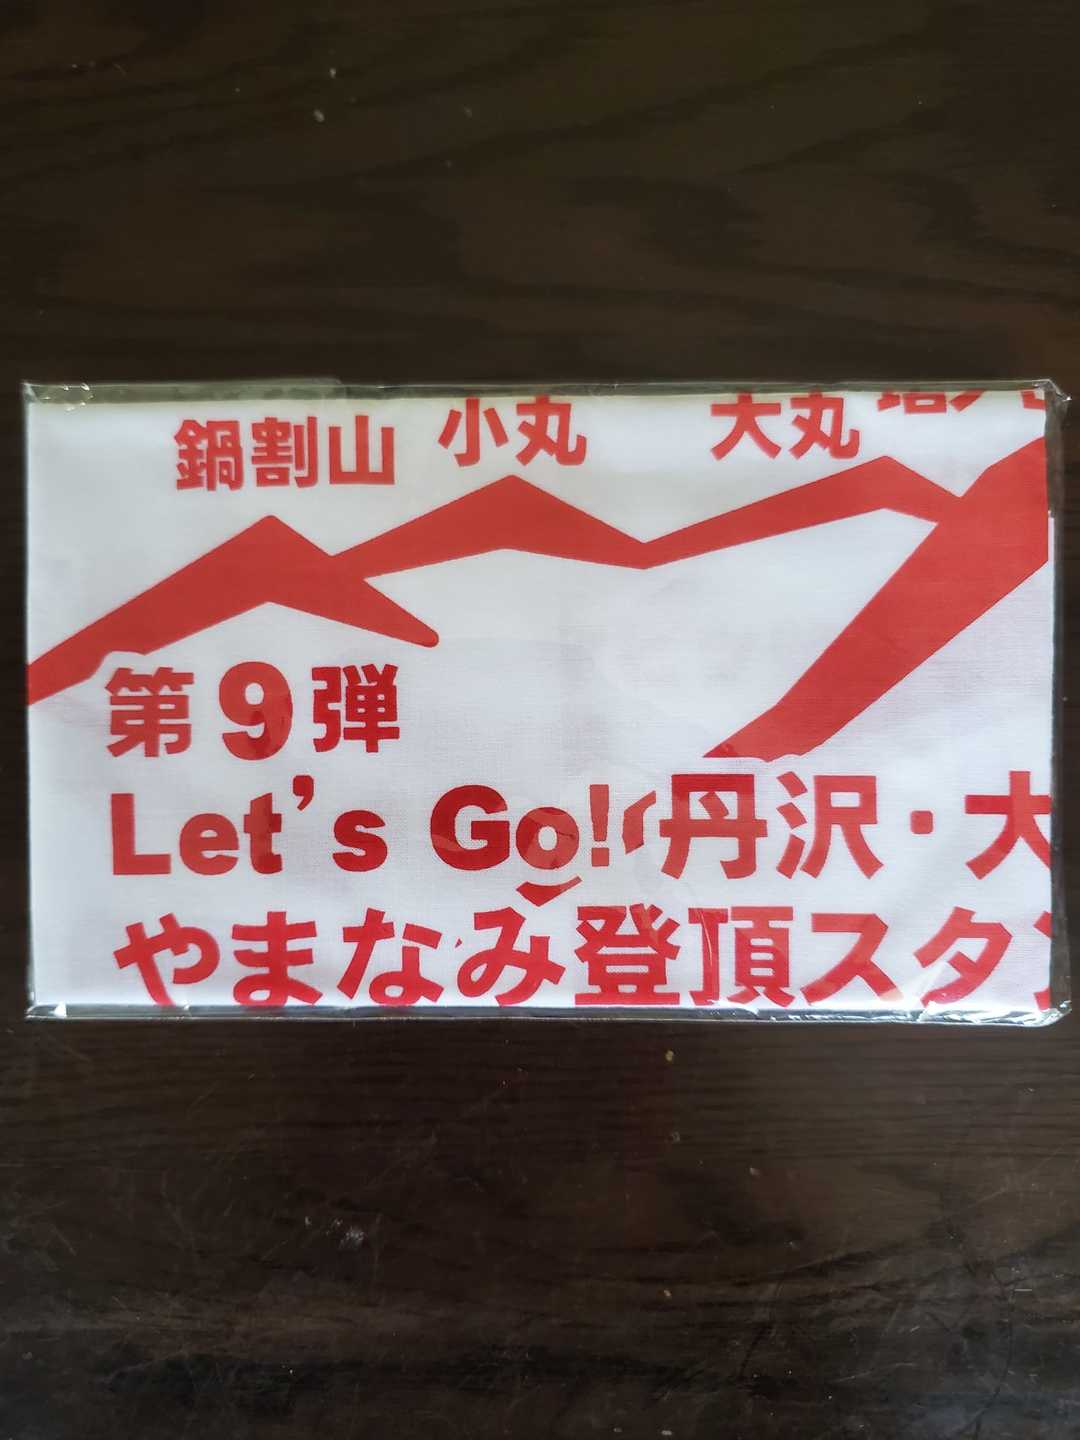 鍋割山 小丸 大丸
第9弾
Let's Go! 丹沢・大
やまなみ登頂スタ